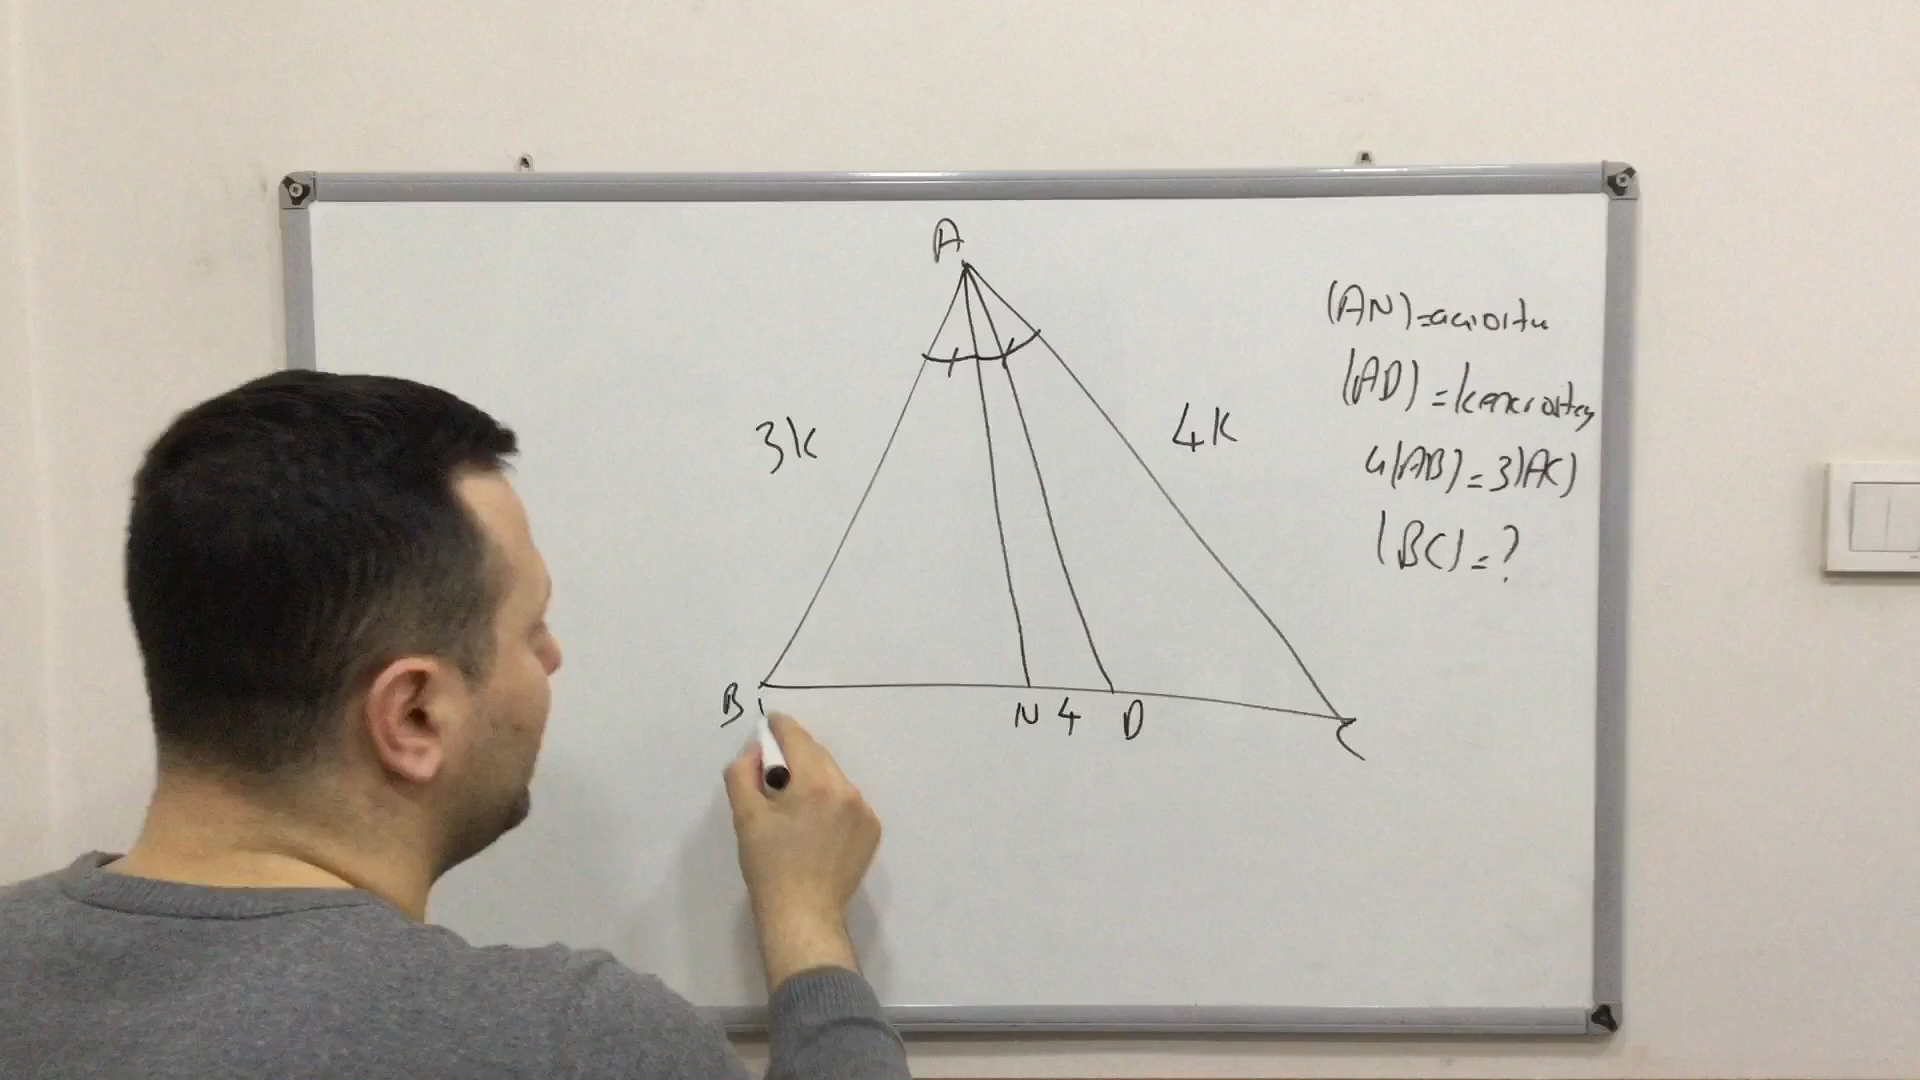 A
3k
4k
B
N 4 D
C
|AN|=açıortay
|AD|=kenarortay
4|AB|=3|AC|
|BC|=?